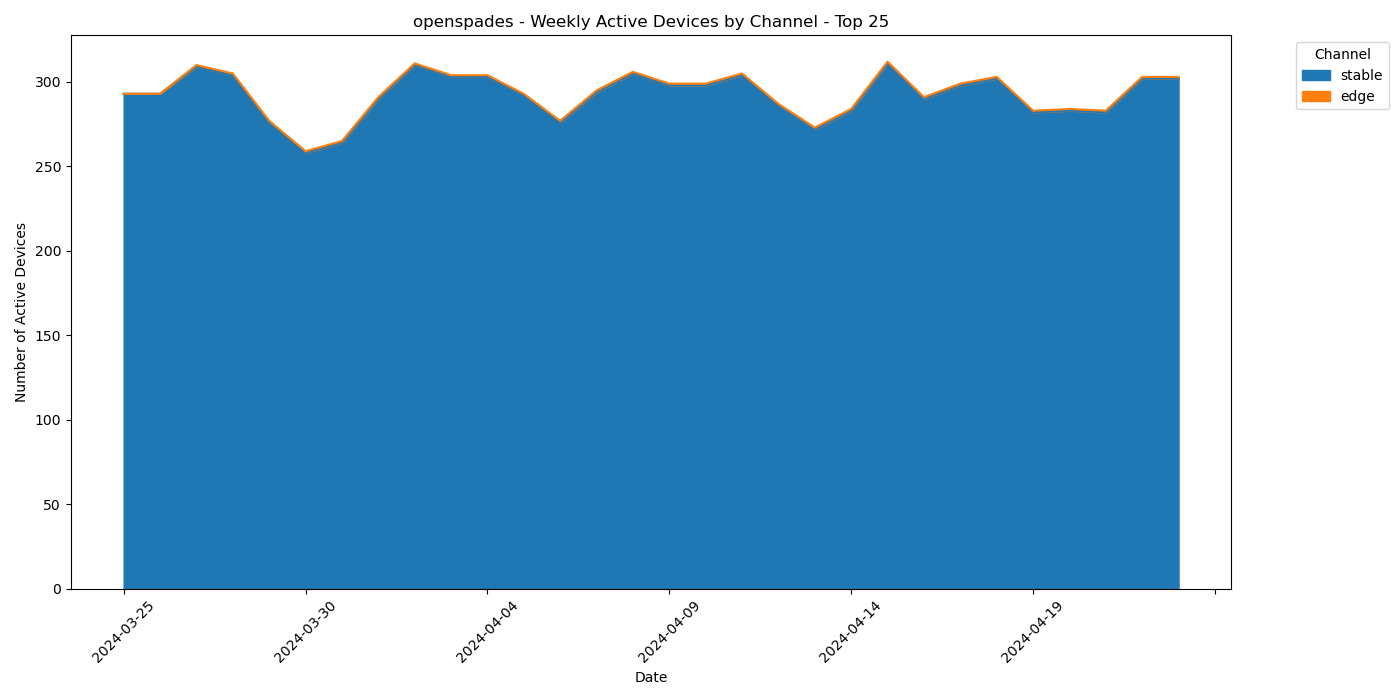 openspades - Weekly Active Devices by Channel - Top 25
Channel
stable
edge
Number of Active Devices
300
250
200
150
100
50
0
2024-03-25
2024-03-30
2024-04-04
2024-04-09
2024-04-14
2024-04-19
Date